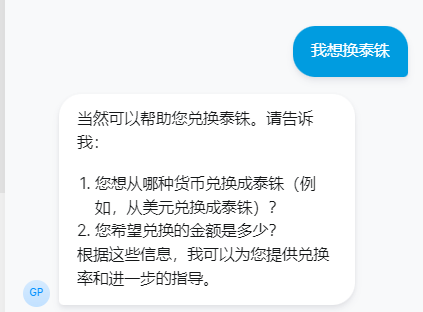 我想换泰铢
当然可以帮助您兑换泰铢。请告诉
我：
1. 您想从哪种货币兑换成泰铢（例
如，从美元兑换成泰铢）？
2. 您希望兑换的金额是多少？
根据这些信息，我可以为您提供兑换
率和进一步的指导。
GP